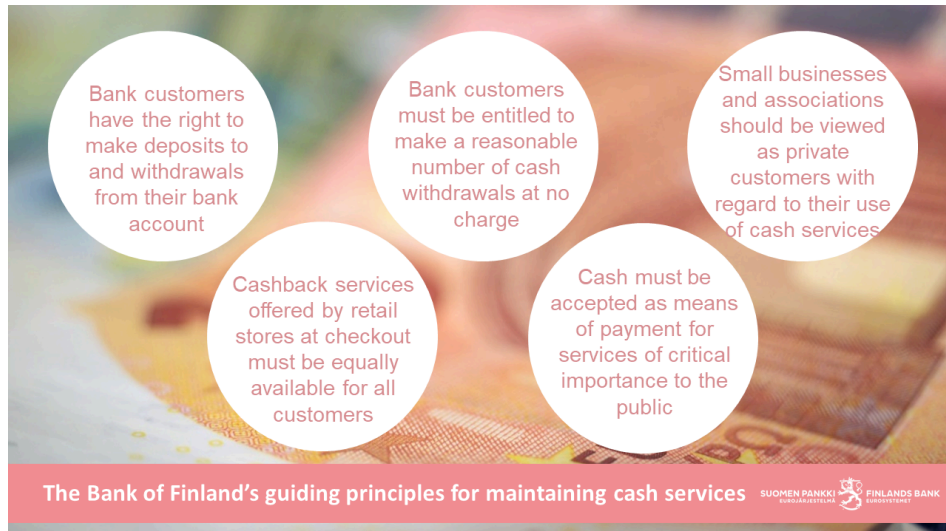 Bank customers
have the right to
make deposits to
and withdrawals
from their bank
account
Bank customers
must be entitled to
make a reasonable
number of cash
withdrawals at no
charge
Small businesses
and associations
should be viewed
as private
customers with
regard to their use
of cash services
Cashback services
offered by retail
stores at checkout
must be equally
available for all
customers
Cash must be
accepted as means
of payment for
services of critical
importance to the
public
The Bank of Finland's guiding principles for maintaining cash services
SUOMEN PANKKI
EUROJÄRJESTELMÄ
FINLANDS BANK
EUROSYSTEMET